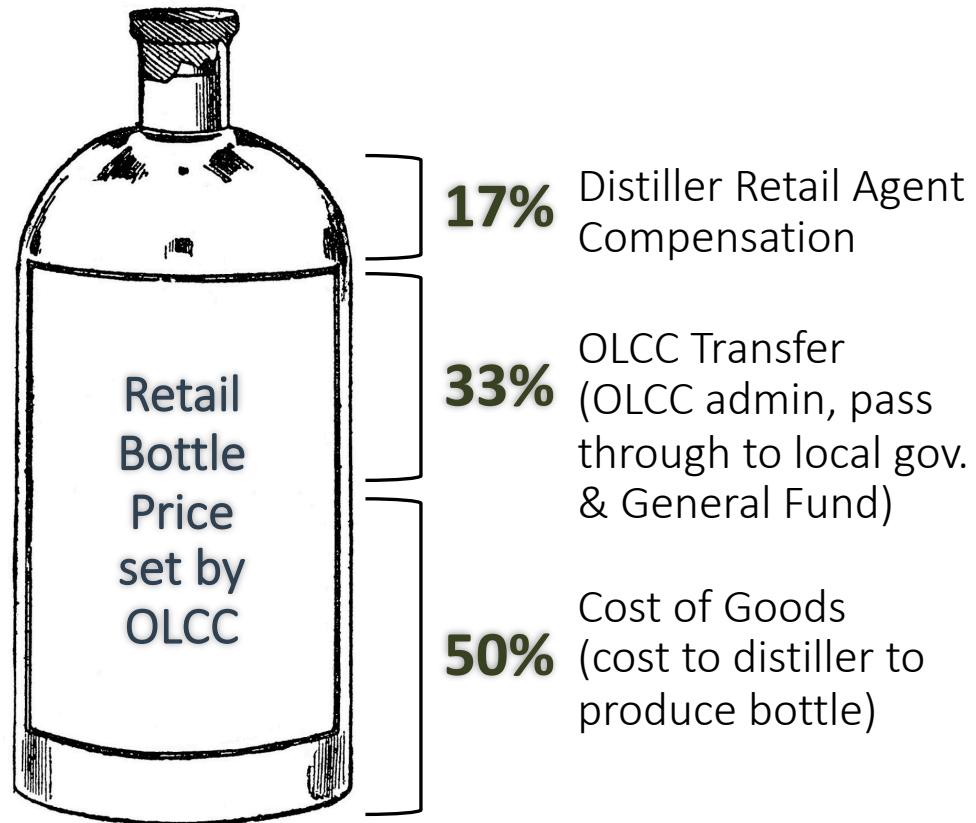 Retail
Bottle
Price
set by
OLCC
17%
Distiller Retail Agent
Compensation
33%
OLCC Transfer
(OLCC admin, pass
through to local gov.
& General Fund)
50%
Cost of Goods
(cost to distiller to
produce bottle)